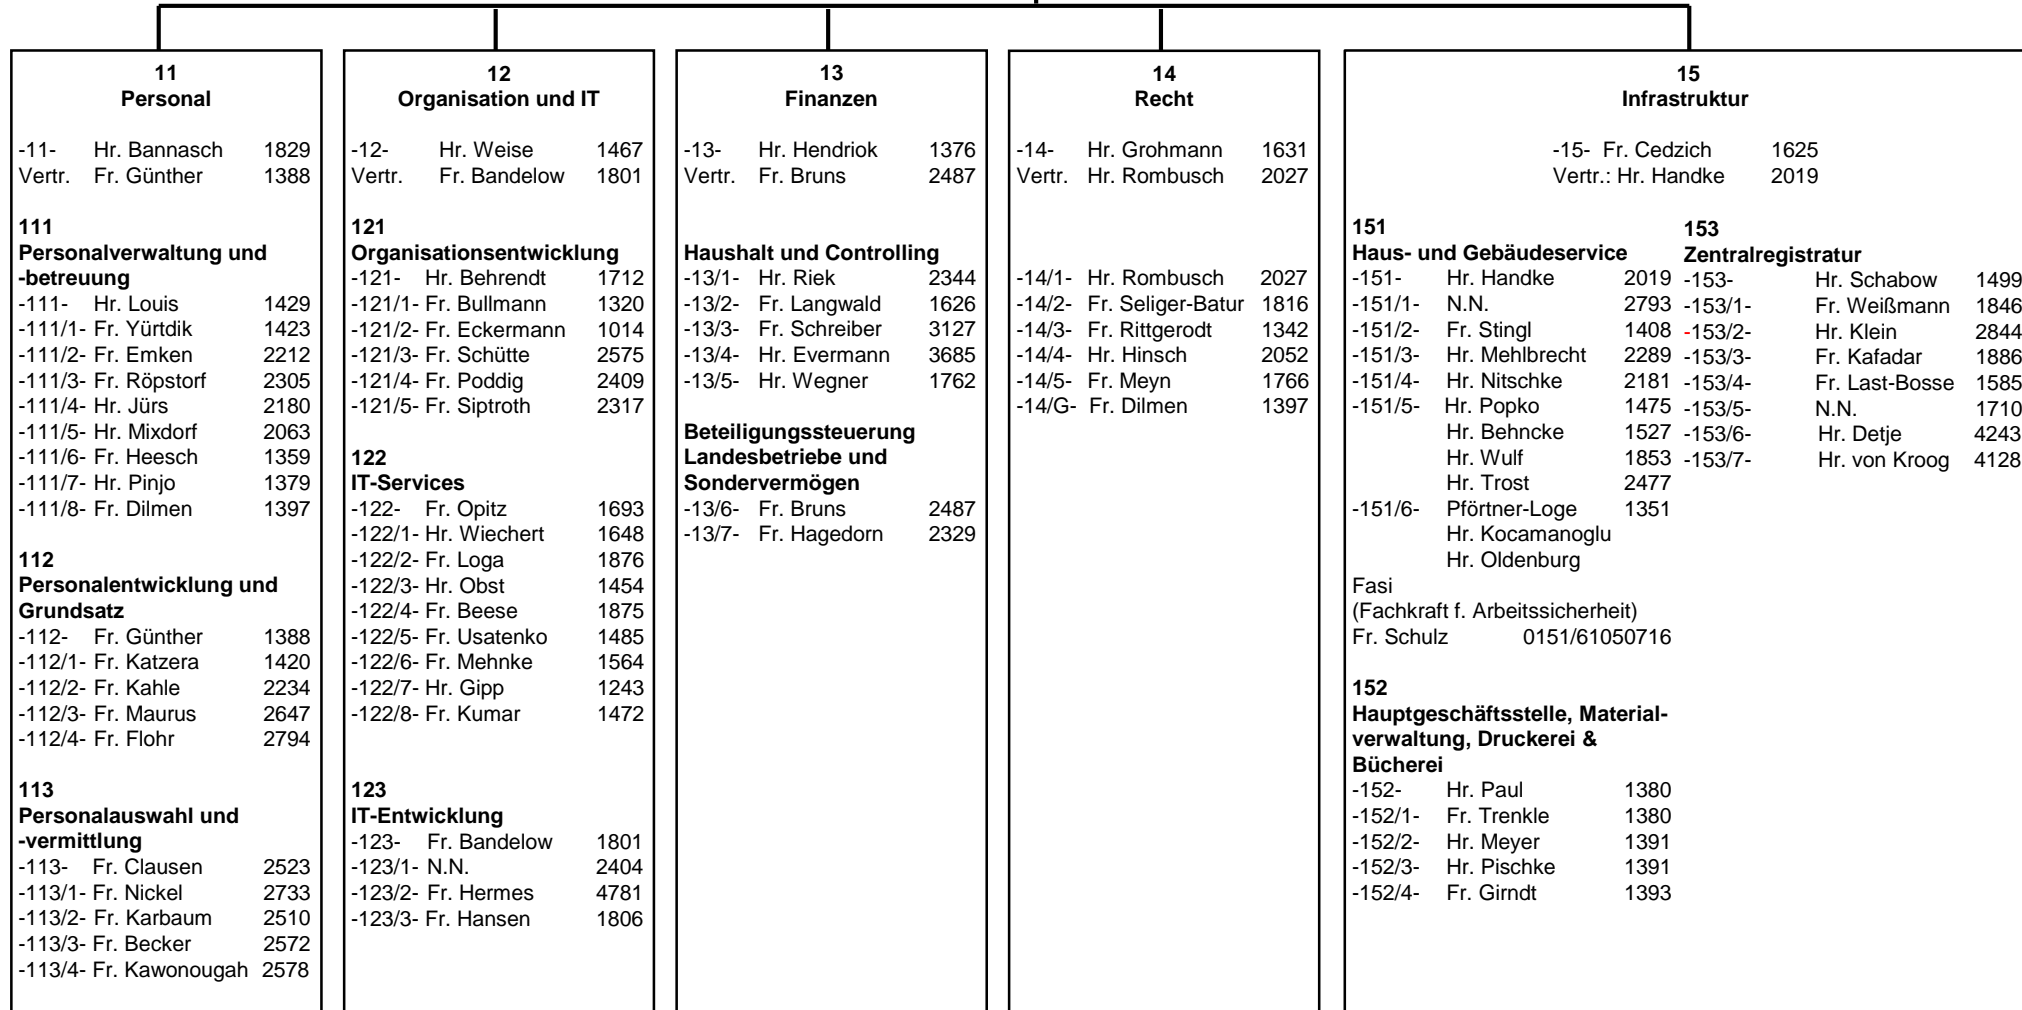 11
Personal
-11- Hr. Bannasch 1829
Vertr. Fr. Günther 1388
111
Personalverwaltung und
-betreuung
-111- Hr. Louis 1429
-111/1- Fr. Yürtdik 1423
-111/2- Fr. Emken 2212
-111/3- Fr. Röpstorf 2305
-111/4- Hr. Jürs 2180
-111/5- Hr. Mixdorf 2063
-111/6- Fr. Heesch 1359
-111/7- Hr. Pinjo 1379
-111/8- Fr. Dilmen 1397
112
Personalentwicklung und
Grundsatz
-112- Fr. Günther 1388
-112/1- Fr. Katzera 1420
-112/2- Fr. Kahle 2234
-112/3- Fr. Maurus 2647
-112/4- Fr. Flohr 2794
113
Personalauswahl und
-vermittlung
-113- Fr. Clausen 2523
-113/1- Fr. Nickel 2733
-113/2- Fr. Karbaum 2510
-113/3- Fr. Becker 2572
-113/4- Fr. Kawonougah 2578
12
Organisation und IT
-12- Hr. Weise 1467
Vertr. Fr. Bandelow 1801
121
Organisationsentwicklung
-121- Hr. Behrendt 1712
-121/1- Fr. Bullmann 1320
-121/2- Fr. Eckermann 1014
-121/3- Fr. Schütte 2575
-121/4- Fr. Poddig 2409
-121/5- Fr. Siptroth 2317
122
IT-Services
-122- Fr. Opitz 1693
-122/1- Hr. Wiechert 1648
-122/2- Fr. Loga 1876
-122/3- Hr. Obst 1454
-122/4- Fr. Beese 1875
-122/5- Fr. Usatenko 1485
-122/6- Fr. Mehnke 1564
-122/7- Hr. Gipp 1243
-122/8- Fr. Kumar 1472
123
IT-Entwicklung
-123- Fr. Bandelow 1801
-123/1- N.N. 2404
-123/2- Fr. Hermes 4781
-123/3- Fr. Hansen 1806
13
Finanzen
-13- Hr. Hendriok 1376
Vertr. Fr. Bruns 2487
Haushalt und Controlling
-13/1- Hr. Riek 2344
-13/2- Fr. Langwald 1626
-13/3- Fr. Schreiber 3127
-13/4- Hr. Evermann 3685
-13/5- Hr. Wegner 1762
Beteiligungssteuerung
Landesbetriebe und
Sondervermögen
-13/6- Fr. Bruns 2487
-13/7- Fr. Hagedorn 2329
14
Recht
-14- Hr. Grohmann 1631
Vertr. Hr. Rombusch 2027
-14/1- Hr. Rombusch 2027
-14/2- Fr. Seliger-Batur 1816
-14/3- Fr. Rittgerodt 1342
-14/4- Hr. Hinsch 2052
-14/5- Fr. Meyn 1766
-14/G- Fr. Dilmen 1397
15
Infrastruktur
-15- Fr. Cedzich 1625
Vertr.: Hr. Handke 2019
151
Haus- und Gebäudeservice
-151- Hr. Handke 2019
-151/1- N.N. 2793
-151/2- Fr. Stingl 1408
-151/3- Hr. Mehlbrecht 2289
-151/4- Hr. Nitschke 2181
-151/5- Hr. Popko 1475
Hr. Behncke 1527
Hr. Wulf 1853
Hr. Trost 2477
-151/6- Pförtner-Loge 1351
Hr. Kocamanoglu
Hr. Oldenburg
Fasi
(Fachkraft f. Arbeitssicherheit)
Fr. Schulz 0151/61050716
152
Hauptgeschäftsstelle, Material-
verwaltung, Druckerei &
Bücherei
-152- Hr. Paul 1380
-152/1- Fr. Trenkle 1380
-152/2- Hr. Meyer 1391
-152/3- Hr. Pischke 1391
-152/4- Fr. Girndt 1393
153
Zentralregistratur
-153- Hr. Schabow 1499
-153/1- Fr. Weißmann 1846
-153/2- Hr. Klein 2844
-153/3- Fr. Kafadar 1886
-153/4- Fr. Last-Bosse 1585
-153/5- N.N. 1710
-153/6- Hr. Detje 4243
-153/7- Hr. von Kroog 4128